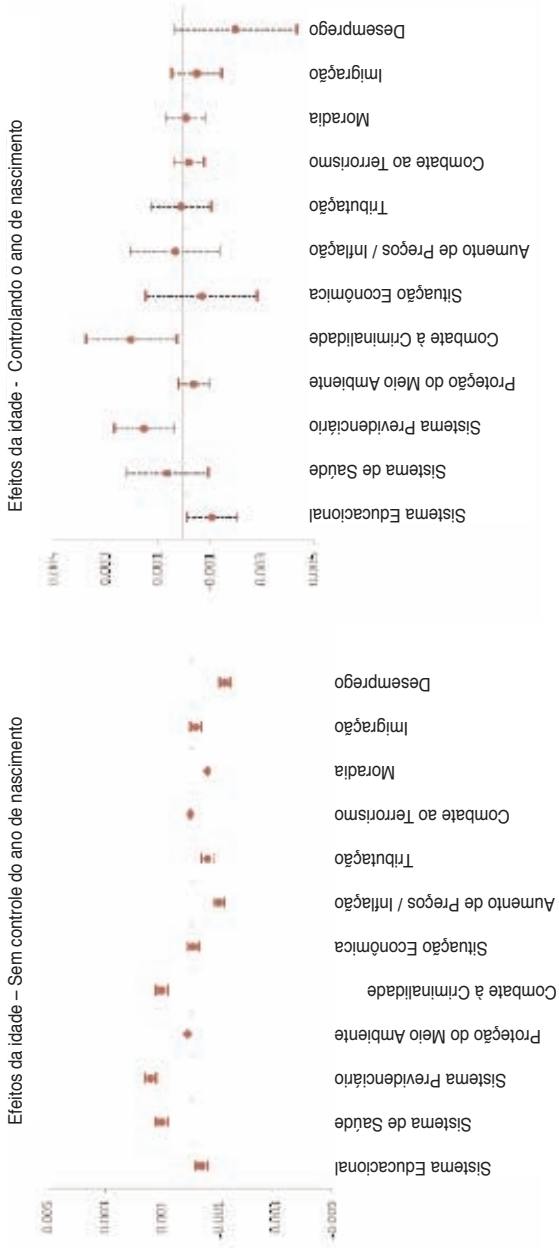 Efeitos da idade – Sem controle do ano de nascimento
0.005
0.001
-0.005
Sistema Educacional
Sistema de Saúde
Sistema Previdenciário
Proteção do Meio Ambiente
Combate à Criminalidade
Situação Econômica
Aumento de Preços / Inflação
Tributação
Combate ao Terrorismo
Moradia
Imigração
Desemprego
Efeitos da idade - Controlando o ano de nascimento
0.001
-0.001
Sistema Educacional
Sistema de Saúde
Sistema Previdenciário
Proteção do Meio Ambiente
Combate à Criminalidade
Situação Econômica
Aumento de Preços / Inflação
Tributação
Combate ao Terrorismo
Moradia
Imigração
Desemprego